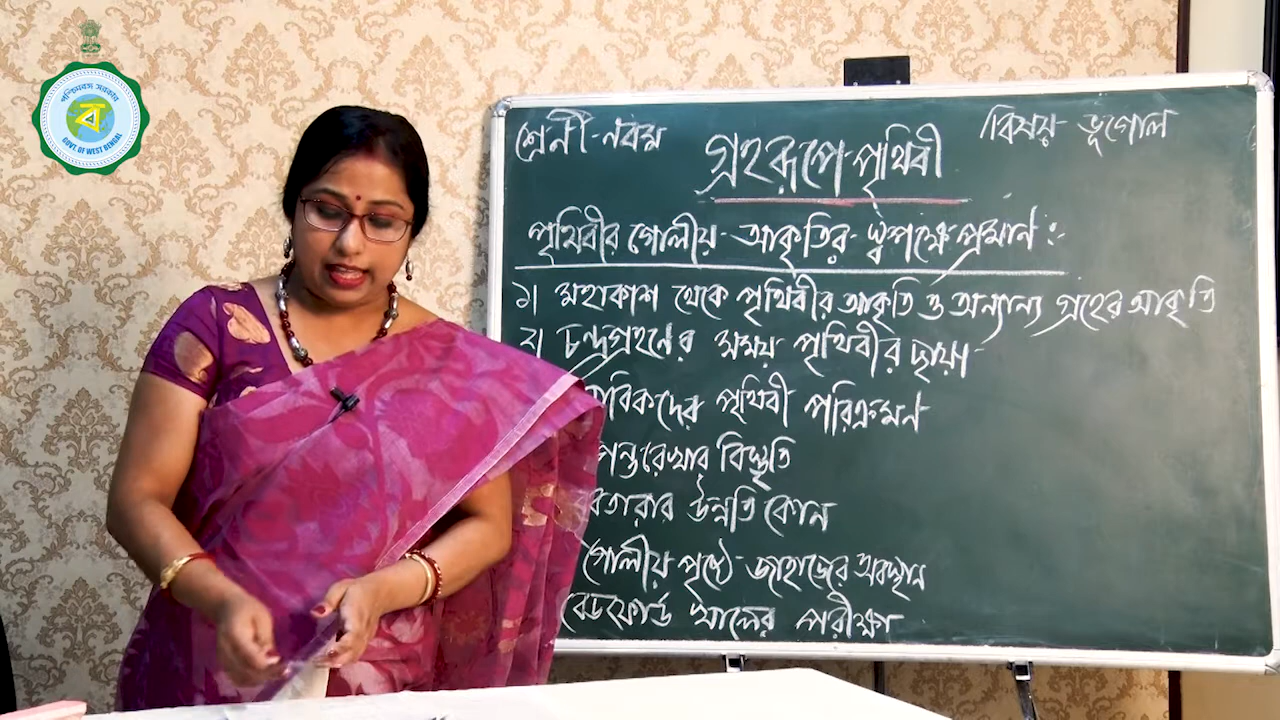 পশ্চিমবঙ্গ সরকার
ব
GOVT. OF WEST BENGAL
শ্রেনী-নবম
বিষয়-ভূগোল
গ্রহরূপে-পৃথিবী
পৃথিবীর গোলীয়-আকৃতির-স্বপক্ষে প্রমান:-
১। মহাকাশ থেকে পৃথিবীর আকৃতি ও অন্যান্য গ্রহের আকৃতি
২। চন্দ্রগ্রহনের সময় পৃথিবীর ছায়া
বিকদের পৃথিবী পরিক্রমন
গন্তরেখার বিস্তৃতি
বতারার উন্নতি কোন
গোলীয় পৃষ্ঠে-জাহাজের অবস্থান
বেডফোর্ড খালের পরীক্ষা